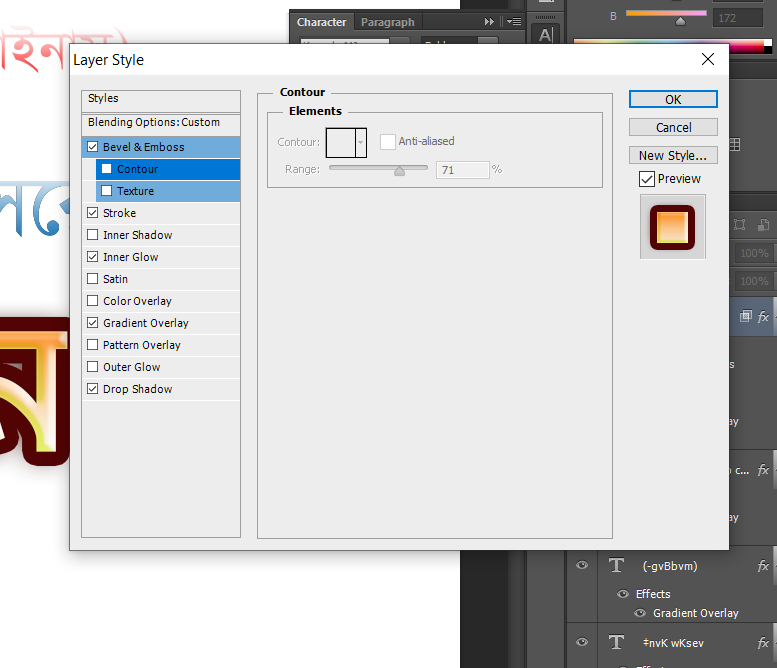 Character Paragraph
B 172
A
Layer Style
Styles
Blending Options: Custom
Bevel & Emboss
Contour
Texture
Stroke
Inner Shadow
Inner Glow
Satin
Color Overlay
Gradient Overlay
Pattern Overlay
Outer Glow
Drop Shadow
Contour
Elements
Contour:
Anti-aliased
Range: 71 %
OK
Cancel
New Style...
Preview
100%
100%
fx
s
ay
c... fx
ay
T (-gvBbvm) fx
Effects
Gradient Overlay
T ‡nvK wKsev fx